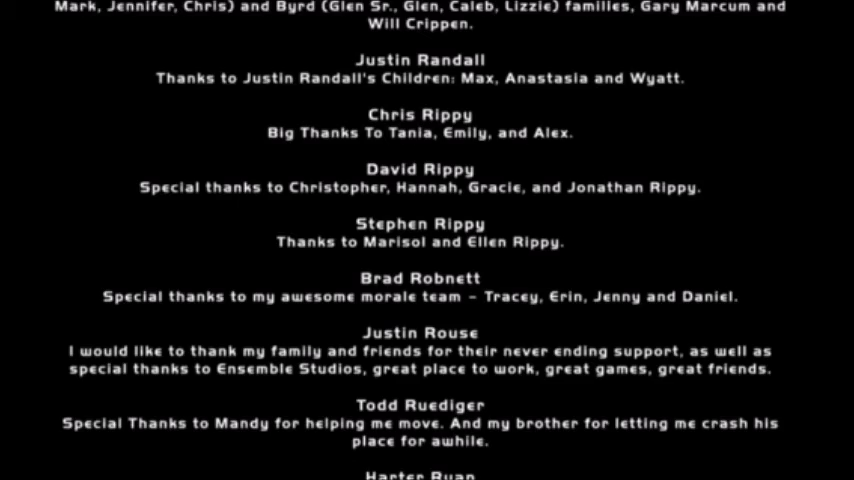 Mark, Jennifer, Chris) and Byrd (Glen Sr., Glen, Caleb, Lizzie) families, Gary Marcum and
Will Crippen.
Justin Randall
Thanks to Justin Randall's Children: Max, Anastasia and Wyatt.
Chris Rippy
Big Thanks To Tania, Emily, and Alex.
David Rippy
Special thanks to Christopher, Hannah, Gracie, and Jonathan Rippy.
Stephen Rippy
Thanks to Marisol and Ellen Rippy.
Brad Robnett
Special thanks to my awesome morale team - Tracey, Erin, Jenny and Daniel.
Justin Rouse
I would like to thank my family and friends for their never ending support, as well as
special thanks to Ensemble Studios, great place to work, great games, great friends.
Todd Ruediger
Special Thanks to Mandy for helping me move. And my brother for letting me crash his
place for awhile.
Harter Ryan